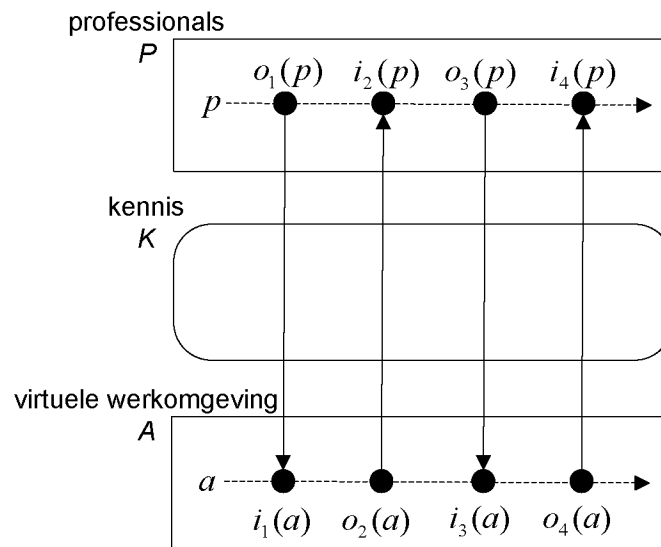 professionals
P
o₁(p) i₂(p) o₃(p) i₄(p)
p
kennis
K
virtuele werkomgeving
A
a
i₁(a) o₂(a) i₃(a) o₄(a)